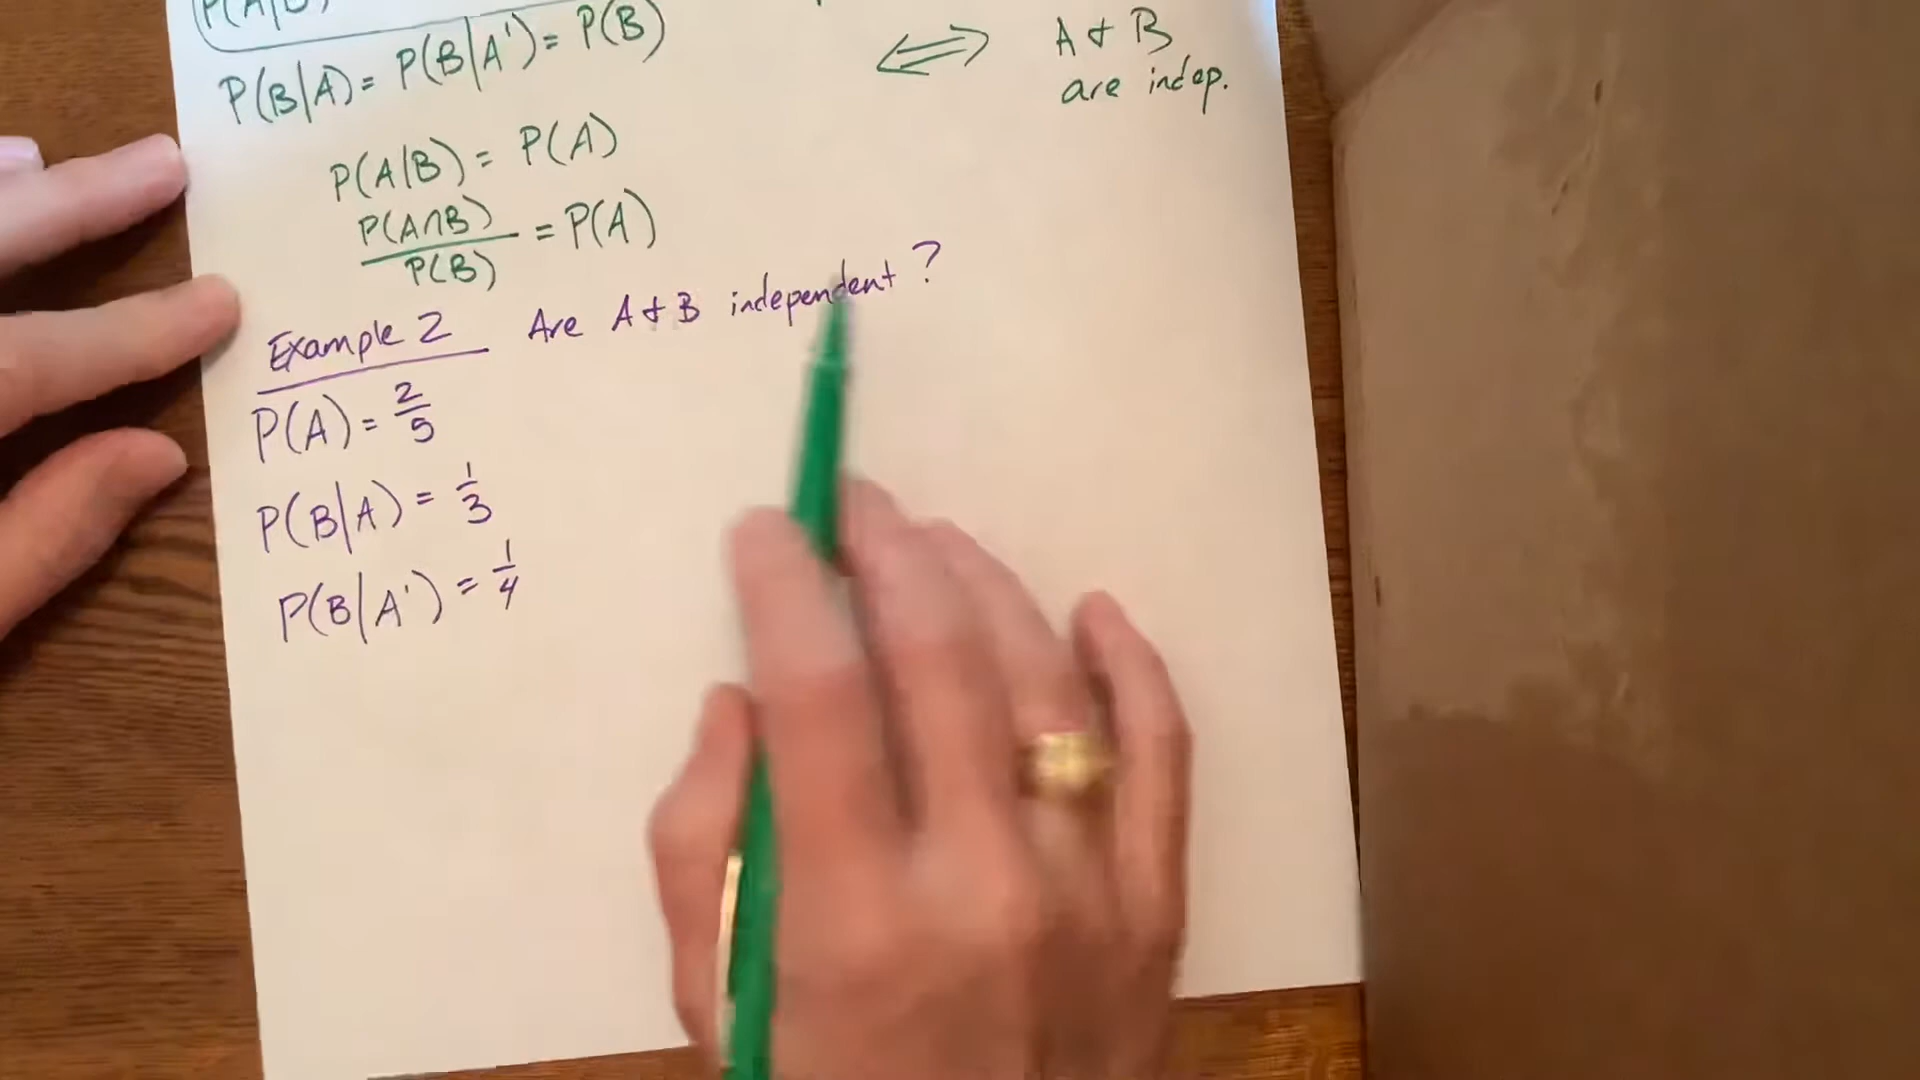 P(A|B)
P(B|A) = P(B|A') = P(B)
⟺ A + B
are indep.
P(A|B) = P(A)
P(A∩B)
P(B)
= P(A)
Example 2 Are A + B independent?
P(A) = 2/5
P(B|A) = 1/3
P(B|A') = 1/4